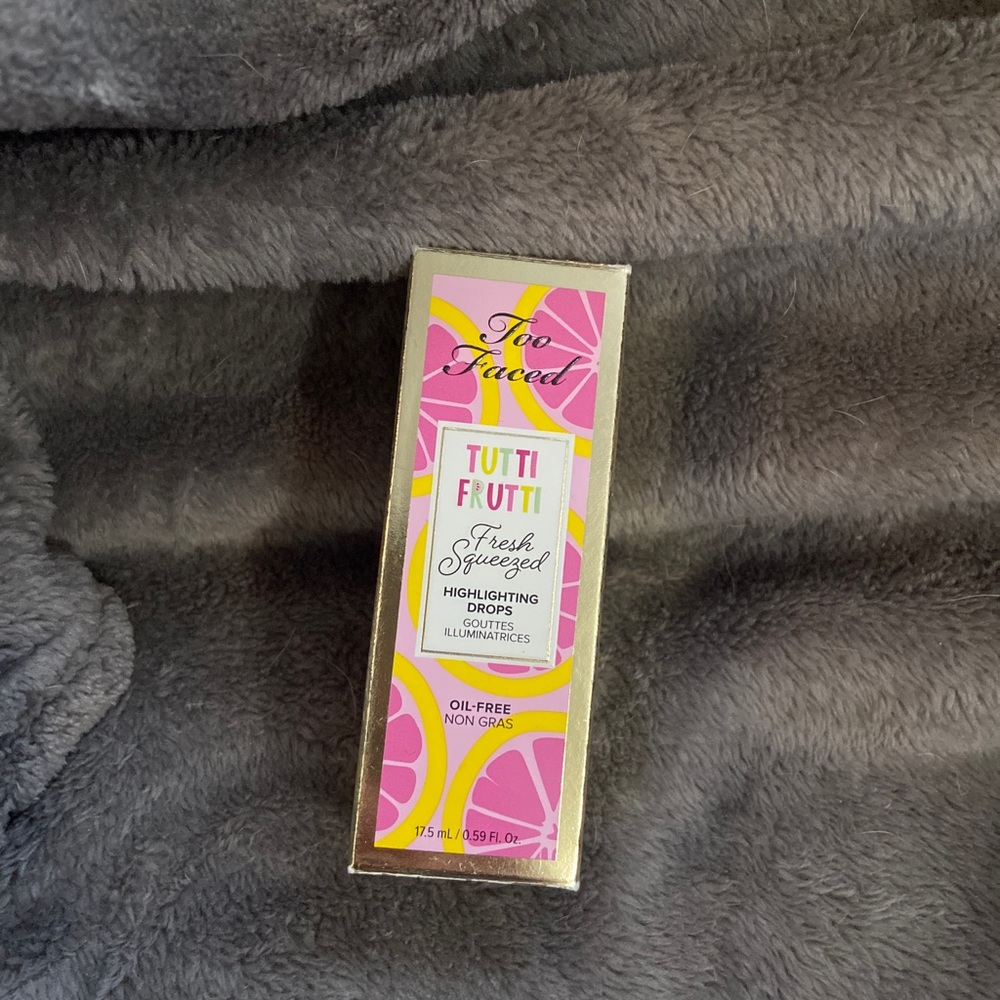 Too
Faced
TUTTI
FRUTTI
Fresh
Squeezed
HIGHLIGHTING
DROPS
GOUTTES
ILLUMINATRICES
OIL-FREE
NON GRAS
17.5 mL / 0.59 Fl. Oz.